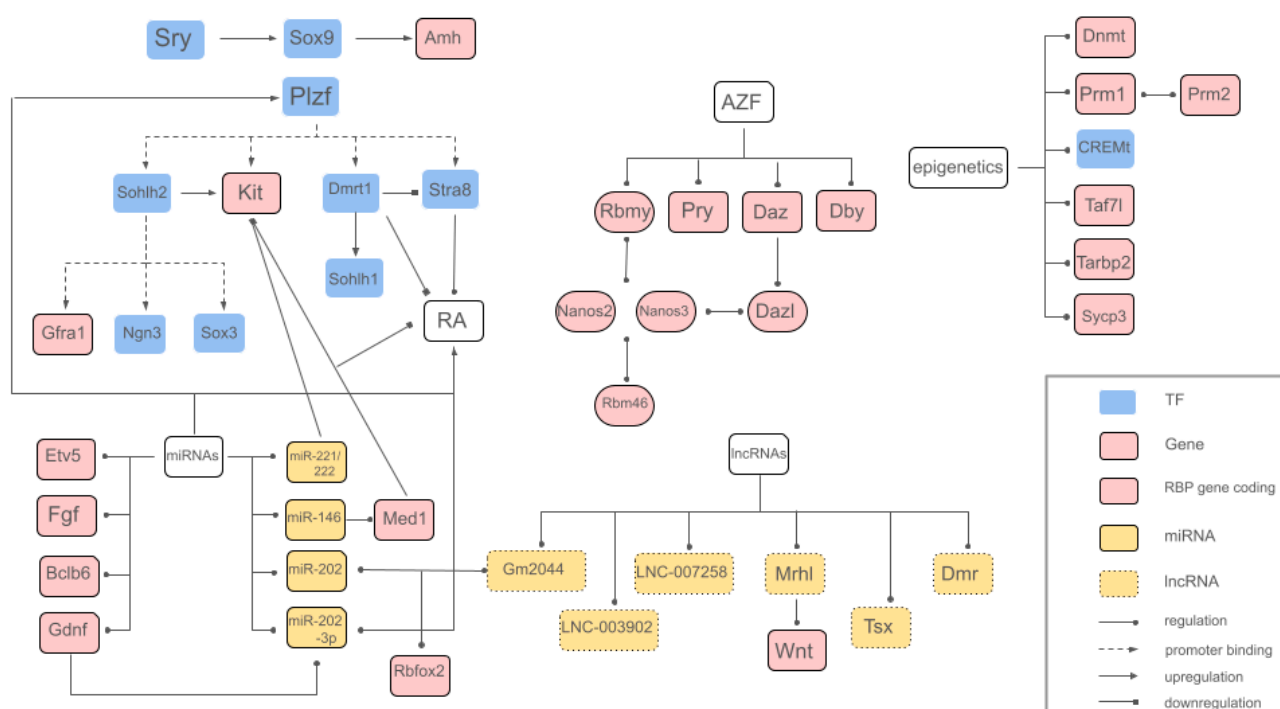 Sry
Sox9
Amh
Plzf
Sohlh2
Kit
Dmrt1
Stra8
Sohlh1
Gfra1
Ngn3
Sox3
RA
AZF
Rbmy
Pry
Daz
Dby
Nanos2
Nanos3
Dazl
Rbm46
epigenetics
Dnmt
Prm1
Prm2
CREMt
Taf7l
Tarbp2
Sycp3
miRNAs
Etv5
Fgf
Bclb6
Gdnf
miR-221/
222
miR-146
Med1
miR-202
miR-202
-3p
Rbfox2
lncRNAs
Gm2044
LNC-003902
LNC-007258
Mrhl
Wnt
Tsx
Dmr
TF
Gene
RBP gene coding
miRNA
lncRNA
regulation
promoter binding
upregulation
downregulation